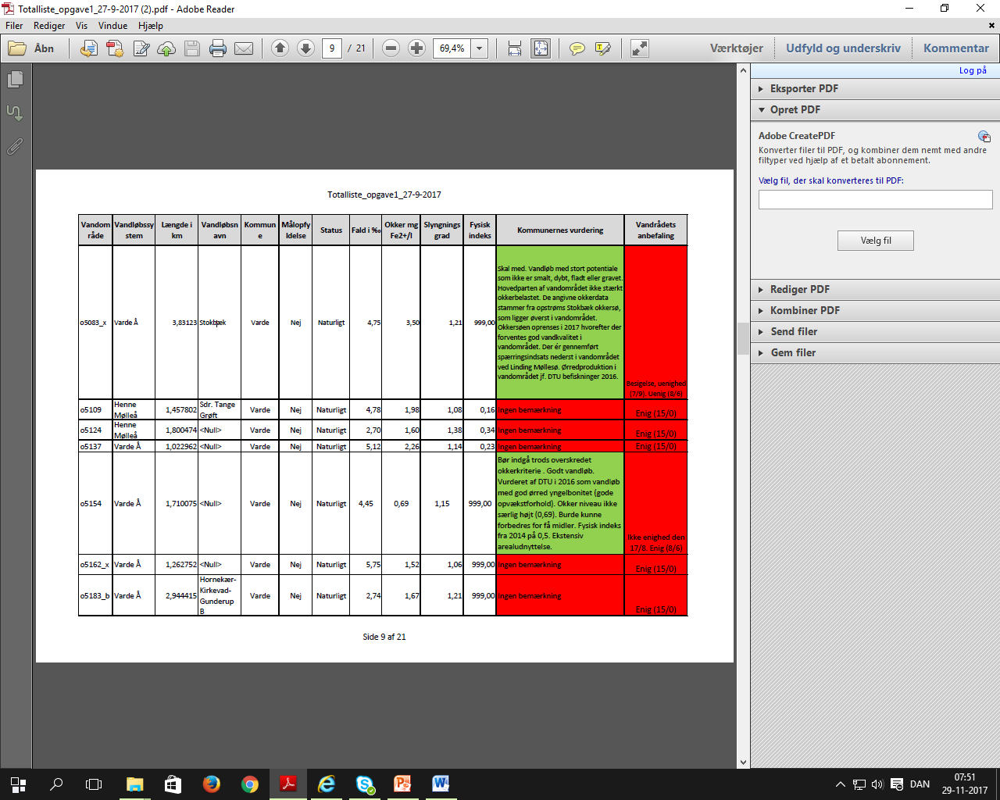 Totalliste_opgave1_27-9-2017 (2).pdf - Adobe Reader
Filer Rediger Vis Vindue Hjælp
Åbn
9 / 21
69,4%
Værktøjer Udfyld og underskriv Kommentar
Log på
Eksporter PDF
Opret PDF
Adobe CreatePDF
Konverter filer til PDF, og kombiner dem nemt med andre
filtyper ved hjælp af et betalt abonnement.
Vælg fil, der skal konverteres til PDF:
Vælg fil
Rediger PDF
Kombiner PDF
Send filer
Gem filer
Totalliste_opgave1_27-9-2017
Vandom
råde
Vandløbssy
stem
Længde i
km
Vandløbsn
avn
Kommun
e
Målopfy
ldelse
Status
Fald i ‰
Okker mg
Fe2+/l
Slyngnings
grad
Fysisk
indeks
Kommunernes vurdering
Vandrådets
anbefaling
o5083_x Varde Å 3,83123 Stokbæk Varde Nej Naturligt 4,75 3,50 1,21 999,00
Skal med. Vandløb med stort potentiale
som ikke er smalt, dybt, fladt eller gravet.
Hovedparten af vandområdet ikke stærkt
okkerbelastet. De angivne okkerdata
stammer fra opstrøms Stokbæk okkersø,
som ligger øverst i vandområdet.
Okkersøen oprenses i 2017 hvorefter der
forventes god vandkvalitet i
vandområdet. Der ér gennemført
spærringsindsats nederst i vandområdet
ved Linding Møllesø. Ørredproduktion i
vandområdet jf. DTU befiskninger 2016.
Besigelse, uenighed
(7/9). Uenig (8/6)
o5109
Henne
Mølleå
1,457802
Sdr. Tange
Grøft
Varde Nej Naturligt 4,78 1,98 1,08 0,16 Ingen bemærkning Enig (15/0)
o5124
Henne
Mølleå
1,800474 <Null> Varde Nej Naturligt 2,70 1,60 1,38 0,34 Ingen bemærkning Enig (15/0)
o5137 Varde Å 1,022962 <Null> Varde Nej Naturligt 5,12 2,26 1,14 0,23 Ingen bemærkning Enig (15/0)
o5154 Varde Å 1,710075 <Null> Varde Nej Naturligt 4,45 0,69 1,15 999,00
Bør indgå trods overskredet
okkerkriterie . Godt vandløb.
Vurderet af DTU i 2016 som vandløb
med god ørred yngelbonitet (gode
opvækstforhold). Okker niveau ikke
særlig højt (0,69). Burde kunne
forbedres for få midler. Fysisk indeks
fra 2014 på 0,5. Ekstensiv
arealudnyttelse.
Ikke enighed den
17/8. Enig (8/6)
o5162_x Varde Å 1,262752 <Null> Varde Nej Naturligt 5,75 1,52 1,06 999,00 Ingen bemærkning Enig (15/0)
o5183_b Varde Å 2,944415
Hornekær-
Kirkevad-
Gunderup
B
Varde Nej Naturligt 2,74 1,67 1,21 999,00 Ingen bemærkning Enig (15/0)
Side 9 af 21
DAN
07:51
29-11-2017